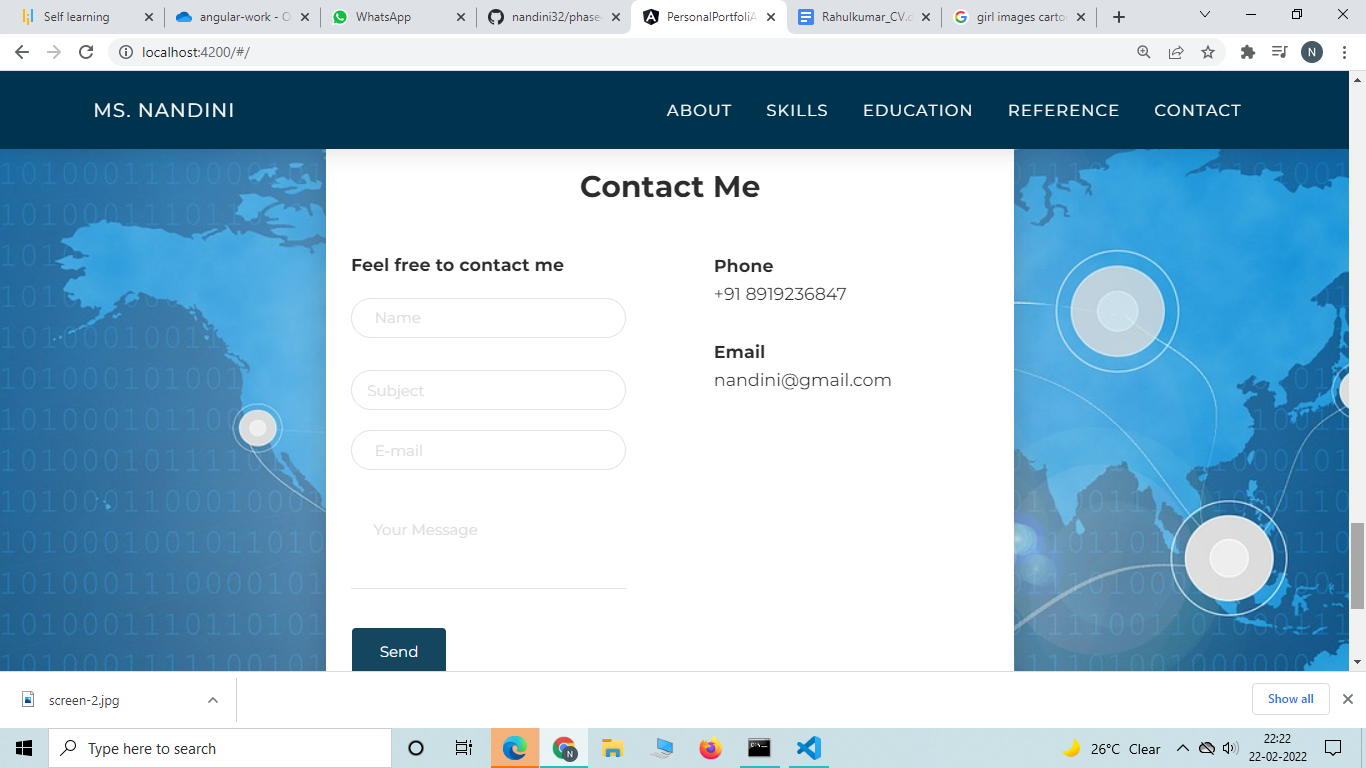 Self learning
angular-work - O
WhatsApp
nandini32/phase-
PersonalPortfoliA
Rahulkumar_CV.d
girl images carto
localhost:4200/#/
N
MS. NANDINI
ABOUT SKILLS EDUCATION REFERENCE CONTACT
Contact Me
Feel free to contact me
Name
Subject
E-mail
Your Message
Send
Phone
+91 8919236847
Email
nandini@gmail.com
screen-2.jpg
Show all
Type here to search
26°C Clear
22:22
22-02-2022